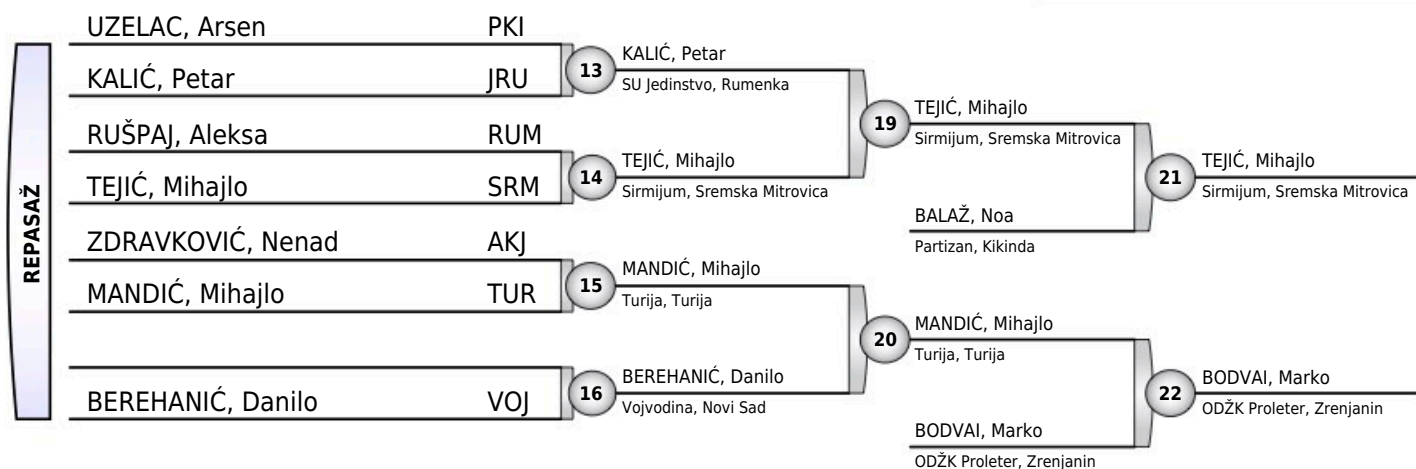 REPASAŽ
UZELAC, Arsen PKI
KALIĆ, Petar JRU
RUŠPAJ, Aleksa RUM
TEJIĆ, Mihajlo SRM
ZDRAVKOVIĆ, Nenad AKJ
MANDIĆ, Mihajlo TUR
BEREHANIĆ, Danilo VOJ
13
KALIĆ, Petar
SU Jedinstvo, Rumenka
14
TEJIĆ, Mihajlo
Sirmijum, Sremska Mitrovica
15
MANDIĆ, Mihajlo
Turija, Turija
16
BEREHANIĆ, Danilo
Vojvodina, Novi Sad
19
TEJIĆ, Mihajlo
Sirmijum, Sremska Mitrovica
BALAŽ, Noa
Partizan, Kikinda
20
MANDIĆ, Mihajlo
Turija, Turija
BODVAI, Marko
ODŽK Proleter, Zrenjanin
21
TEJIĆ, Mihajlo
Sirmijum, Sremska Mitrovica
22
BODVAI, Marko
ODŽK Proleter, Zrenjanin